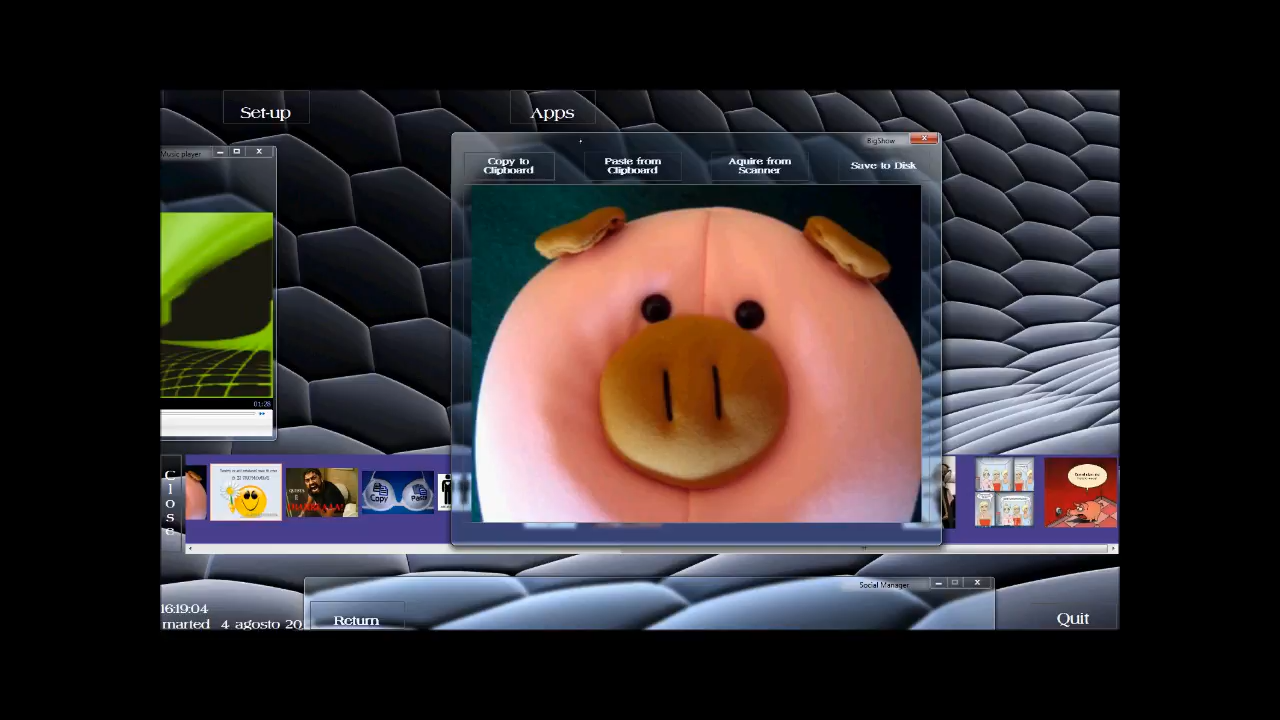 Set-up
Apps
BigShow
Music player
Copy to
Clipboard
Paste from
Clipboard
Aquire from
Scanner
Save to Disk
01:28
Close
Copy
Paste
Social Manager
16:19:04
marted 4 agosto 20
Return
Quit